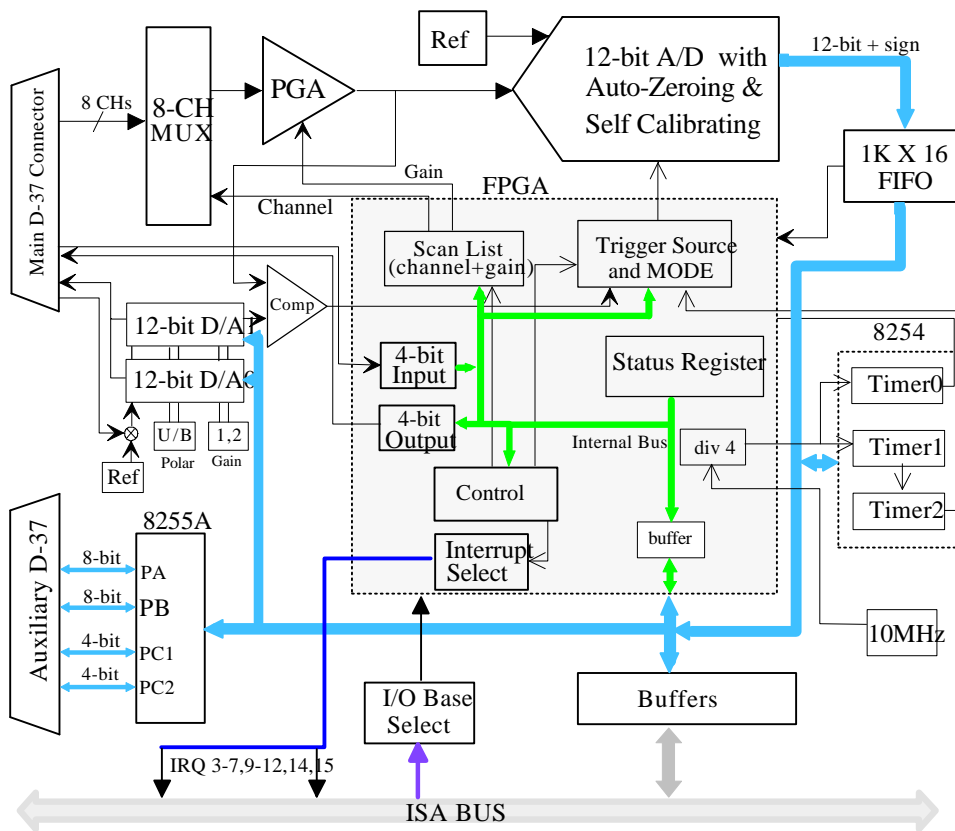 Ref
12-bit A/D with
Auto-Zeroing &
Self Calibrating
12-bit + sign
8 CHs
8-CH
MUX
PGA
1K X 16
FIFO
Main D-37 Connector
Gain
Channel
FPGA
Scan List
(channel+gain)
Trigger Source
and MODE
Comp
12-bit D/A1
12-bit D/A0
4-bit
Input
Status Register
8254
Timer0
4-bit
Output
Internal Bus
div 4
Timer1
U/B
1,2
Polar
Gain
Ref
Control
Timer2
8255A
Interrupt
Select
buffer
Auxiliary D-37
8-bit
PA
8-bit
PB
4-bit
PC1
4-bit
PC2
10MHz
I/O Base
Select
Buffers
IRQ 3-7,9-12,14,15
ISA BUS